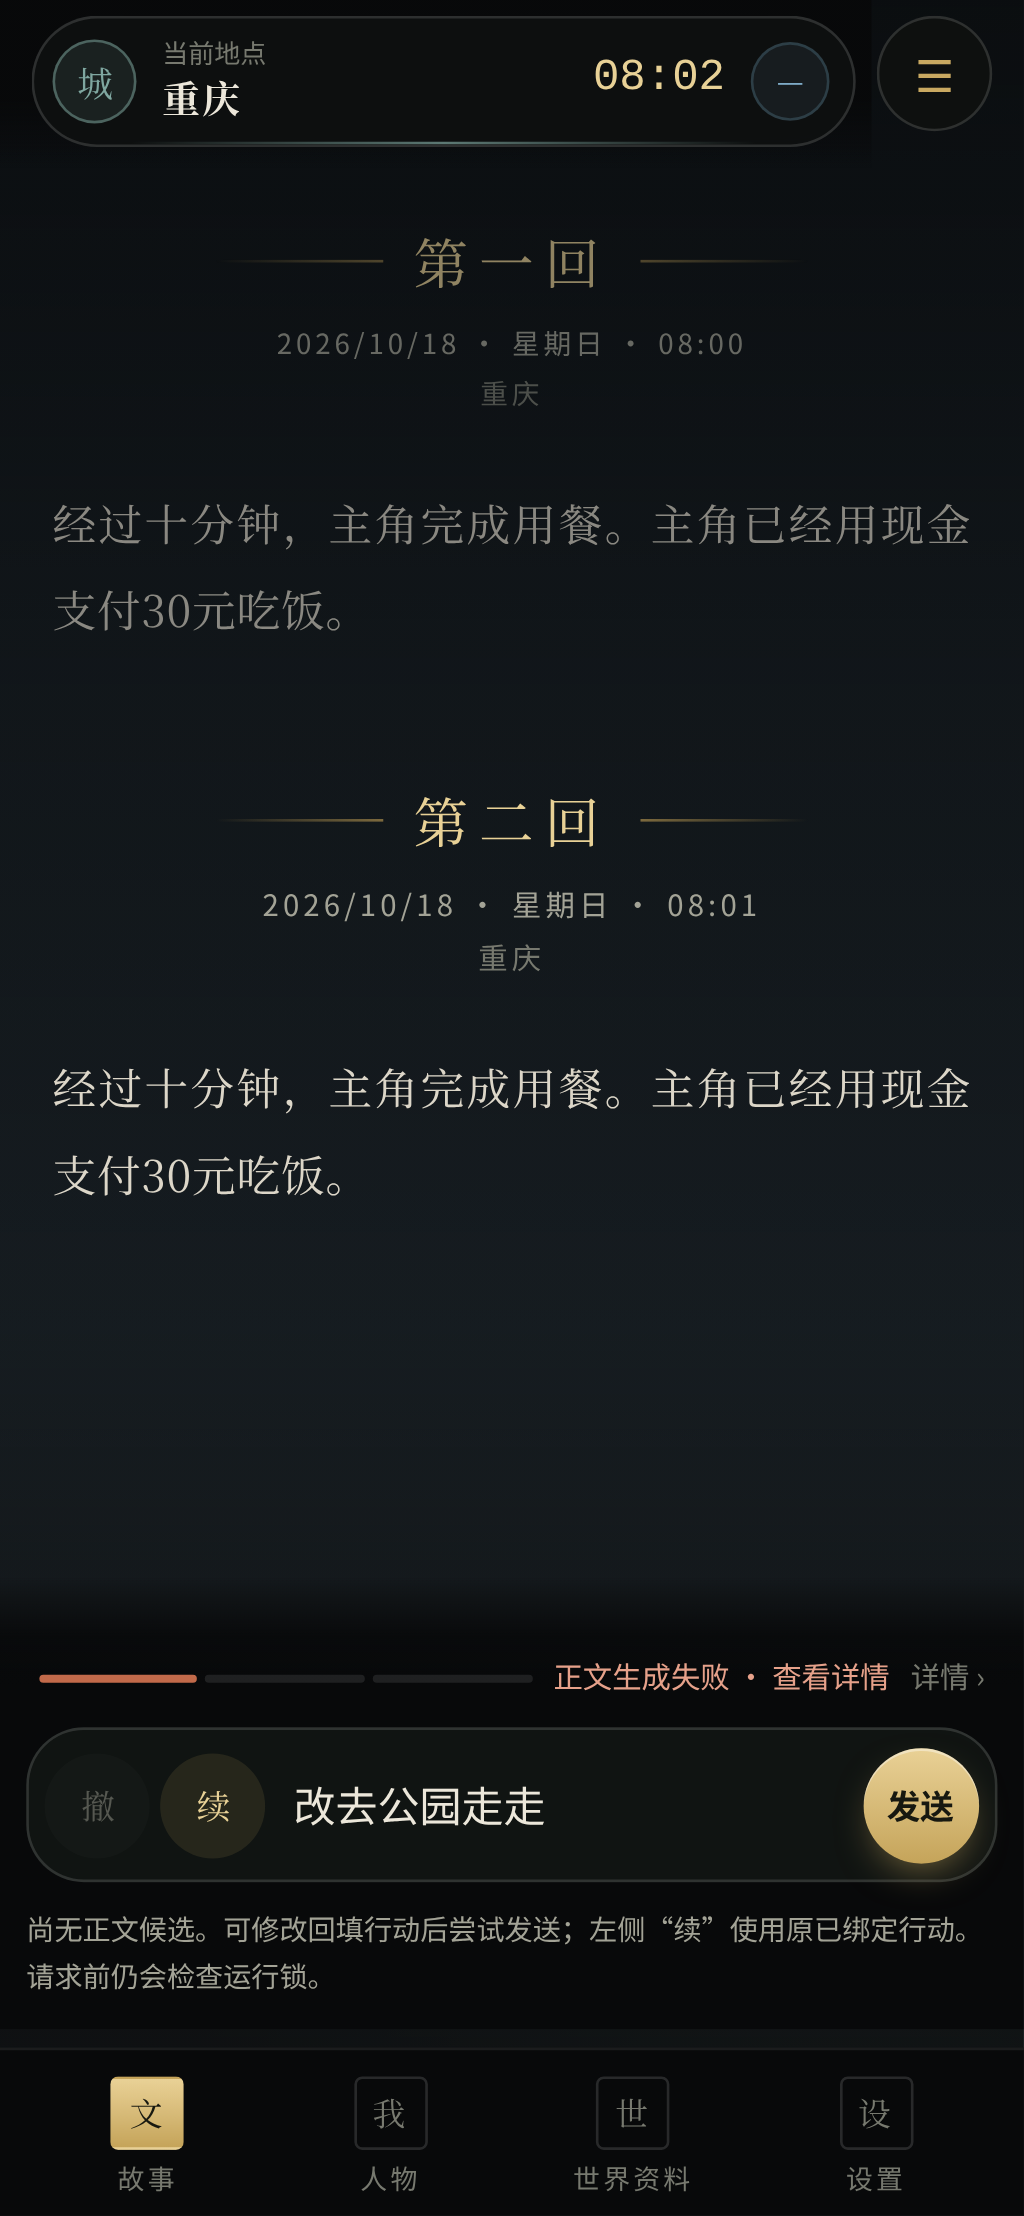 城
当前地点
重庆
08:02
—
☰
第一回
2026/10/18 · 星期日 · 08:00
重庆
经过十分钟，主角完成用餐。主角已经用现金
支付30元吃饭。
第二回
2026/10/18 · 星期日 · 08:01
重庆
经过十分钟，主角完成用餐。主角已经用现金
支付30元吃饭。
正文生成失败 · 查看详情 详情 ›
撤 续 改去公园走走 发送
尚无正文候选。可修改回填行动后尝试发送；左侧“续”使用原已绑定行动。
请求前仍会检查运行锁。
文 我 世 设
故事 人物 世界资料 设置